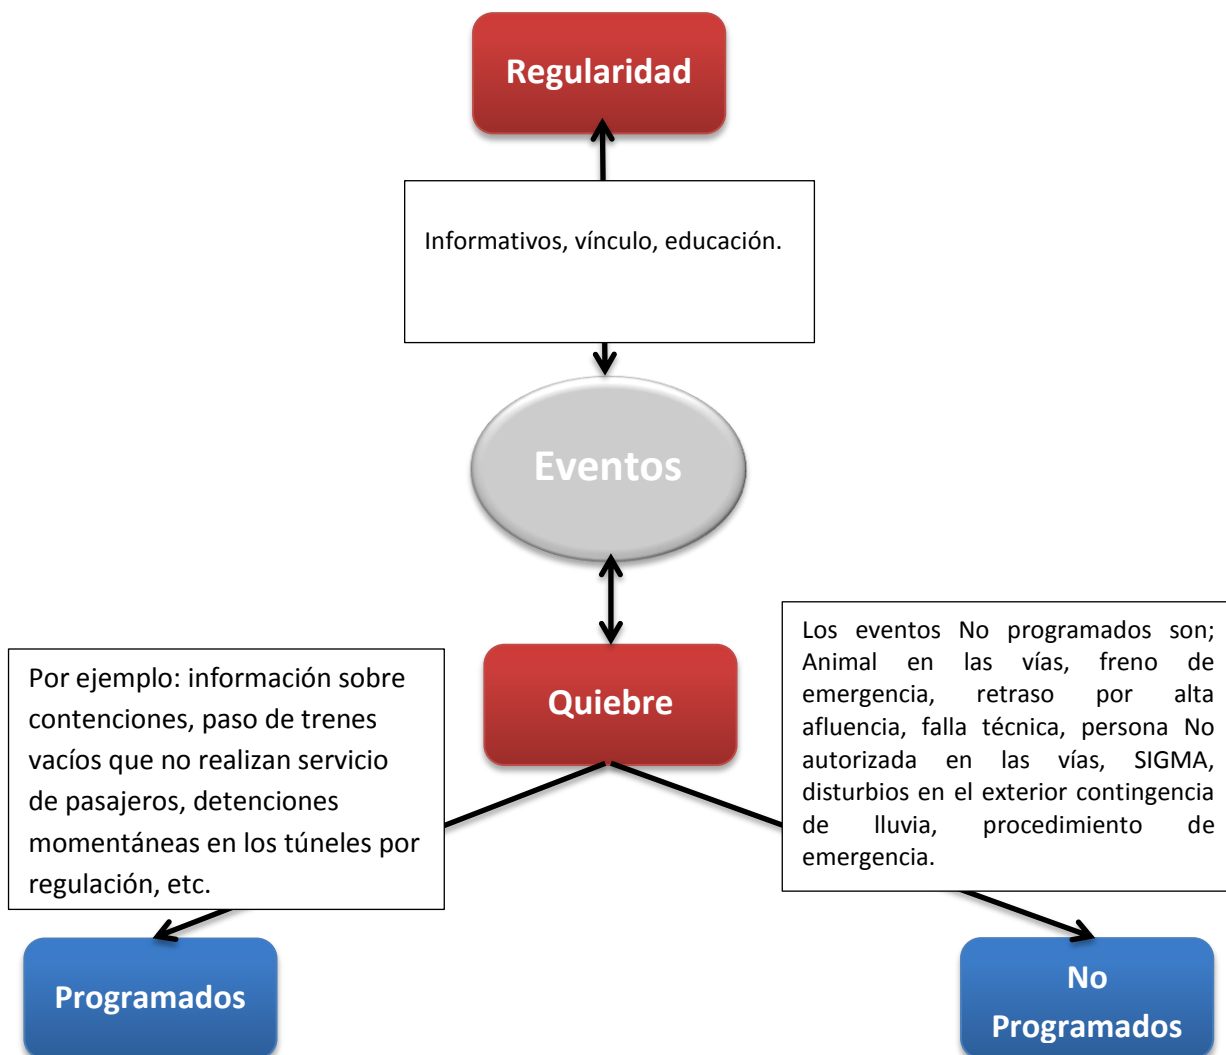 Regularidad
Informativos, vínculo, educación.
Eventos
Quiebre
Por ejemplo: información sobre
contenciones, paso de trenes
vacíos que no realizan servicio
de pasajeros, detenciones
momentáneas en los túneles por
regulación, etc.
Los eventos No programados son;
Animal en las vías, freno de
emergencia, retraso por alta
afluencia, falla técnica, persona No
autorizada en las vías, SIGMA,
disturbios en el exterior contingencia
de lluvia, procedimiento de
emergencia.
Programados
No
Programados